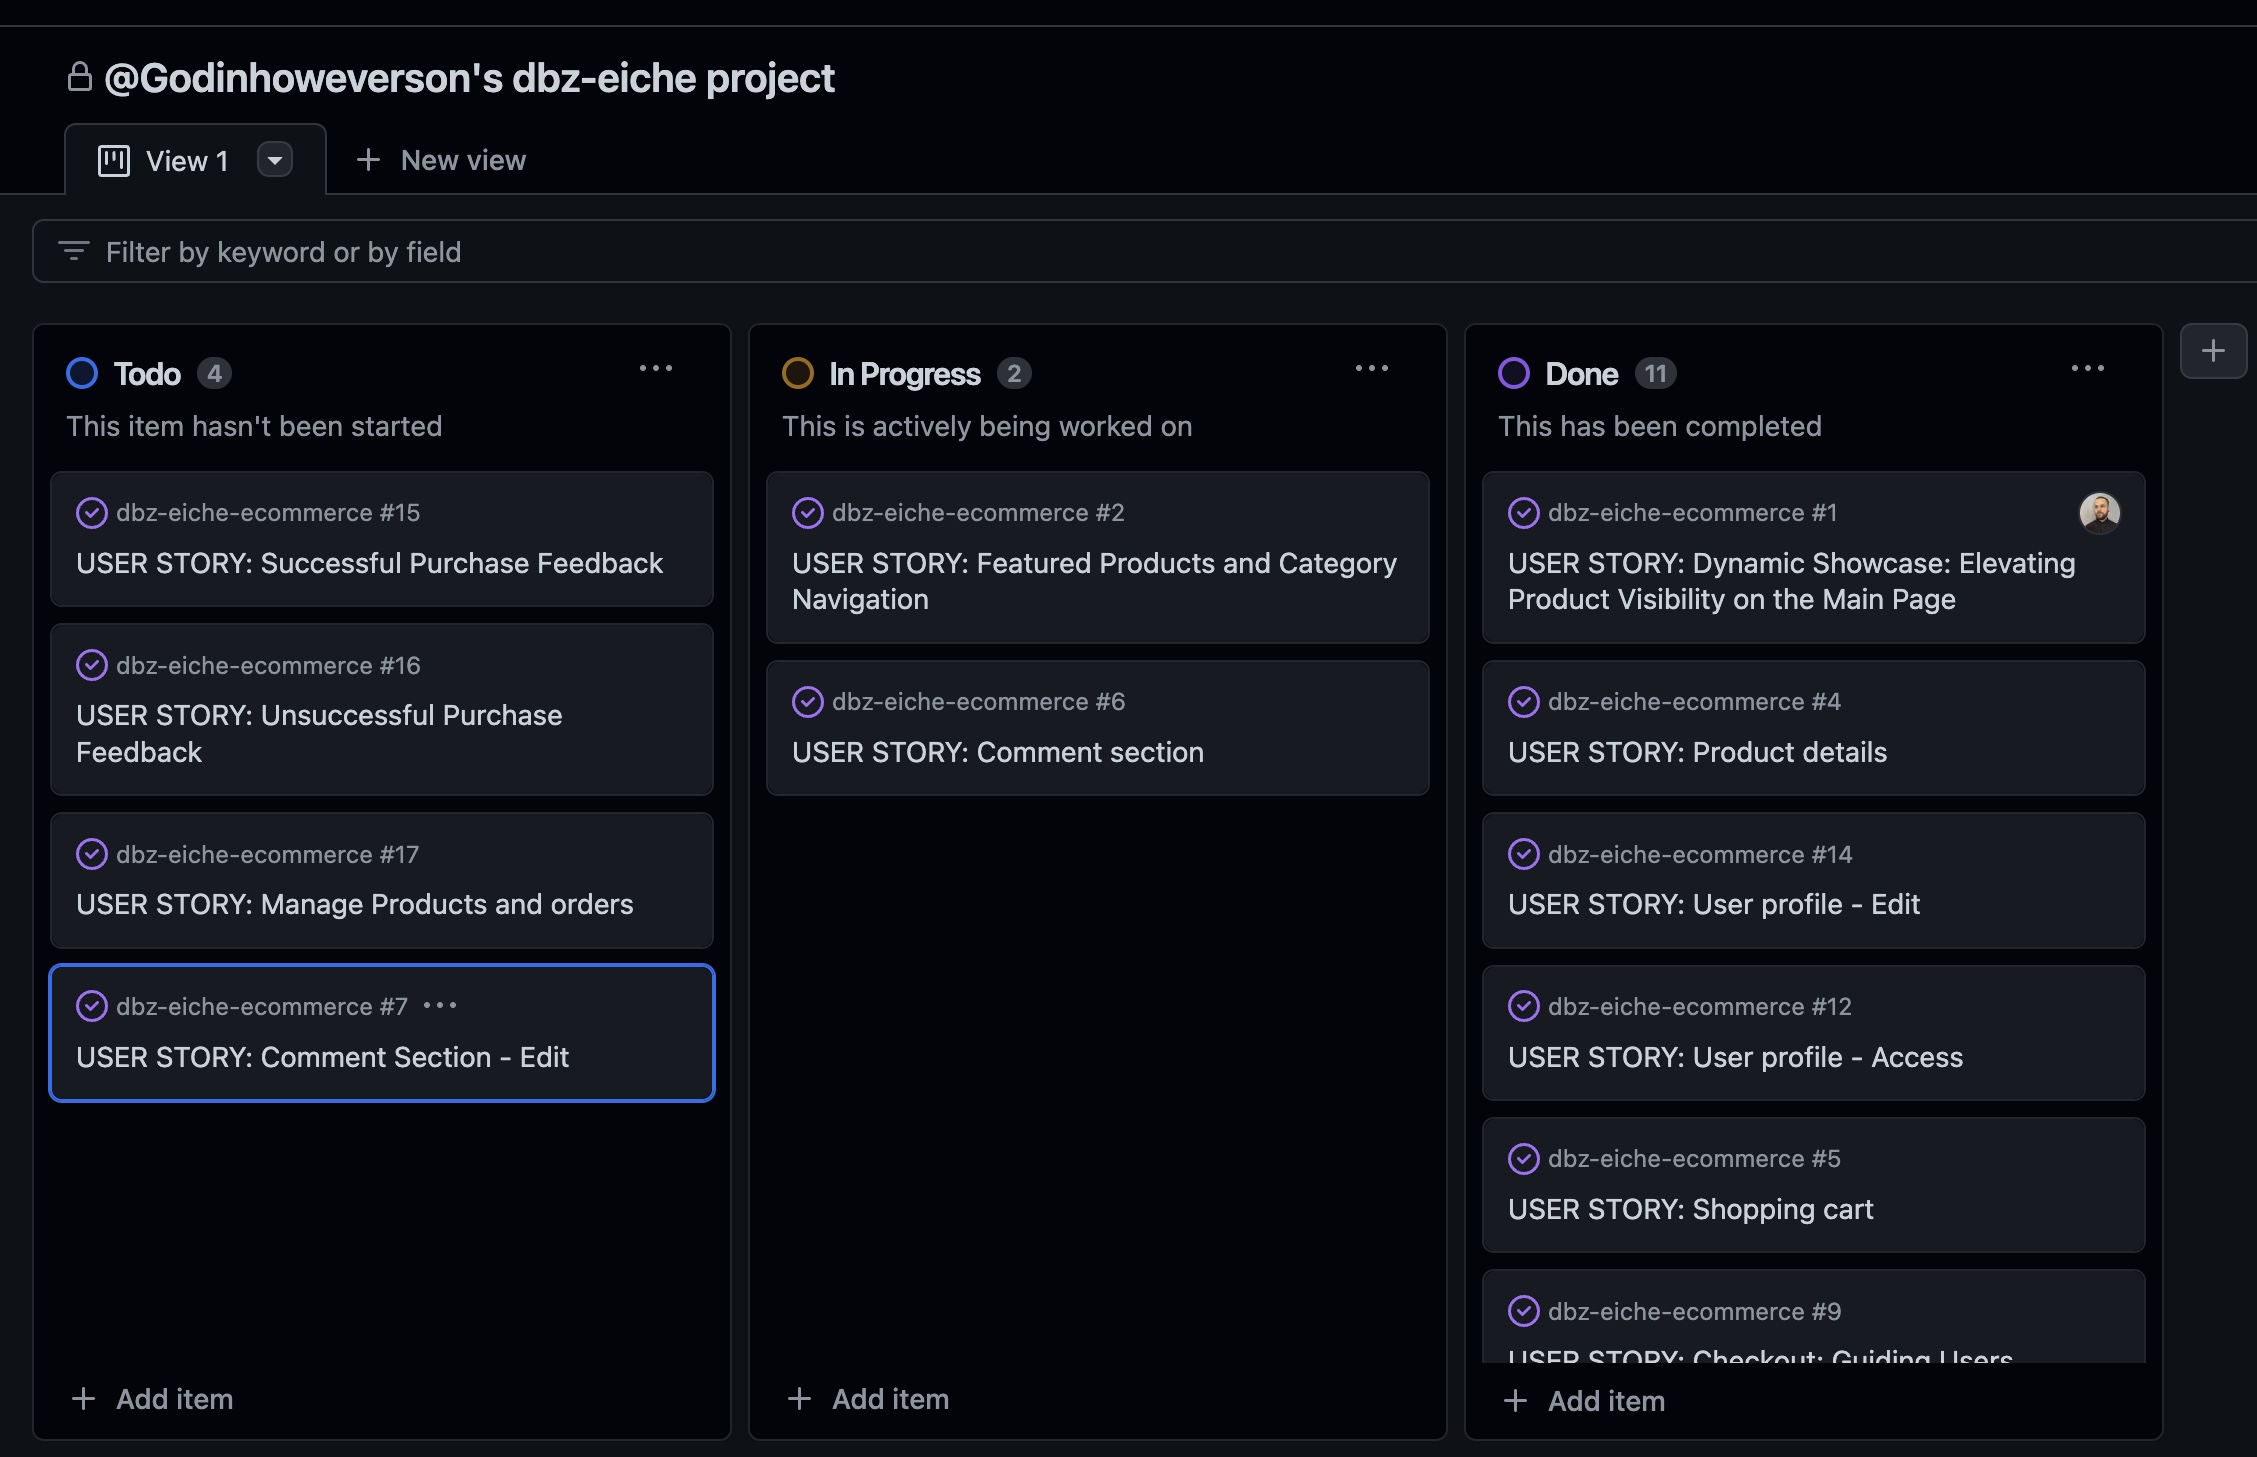 @Godinhoweverson's dbz-eiche project
View 1
New view
Filter by keyword or by field
Todo 4
This item hasn't been started
dbz-eiche-ecommerce #15
USER STORY: Successful Purchase Feedback
dbz-eiche-ecommerce #16
USER STORY: Unsuccessful Purchase
Feedback
dbz-eiche-ecommerce #17
USER STORY: Manage Products and orders
dbz-eiche-ecommerce #7
USER STORY: Comment Section - Edit
Add item
In Progress 2
This is actively being worked on
dbz-eiche-ecommerce #2
USER STORY: Featured Products and Category
Navigation
dbz-eiche-ecommerce #6
USER STORY: Comment section
Add item
Done 11
This has been completed
dbz-eiche-ecommerce #1
USER STORY: Dynamic Showcase: Elevating
Product Visibility on the Main Page
dbz-eiche-ecommerce #4
USER STORY: Product details
dbz-eiche-ecommerce #14
USER STORY: User profile - Edit
dbz-eiche-ecommerce #12
USER STORY: User profile - Access
dbz-eiche-ecommerce #5
USER STORY: Shopping cart
dbz-eiche-ecommerce #9
USER STORY: Checkout: Guiding Users
Add item